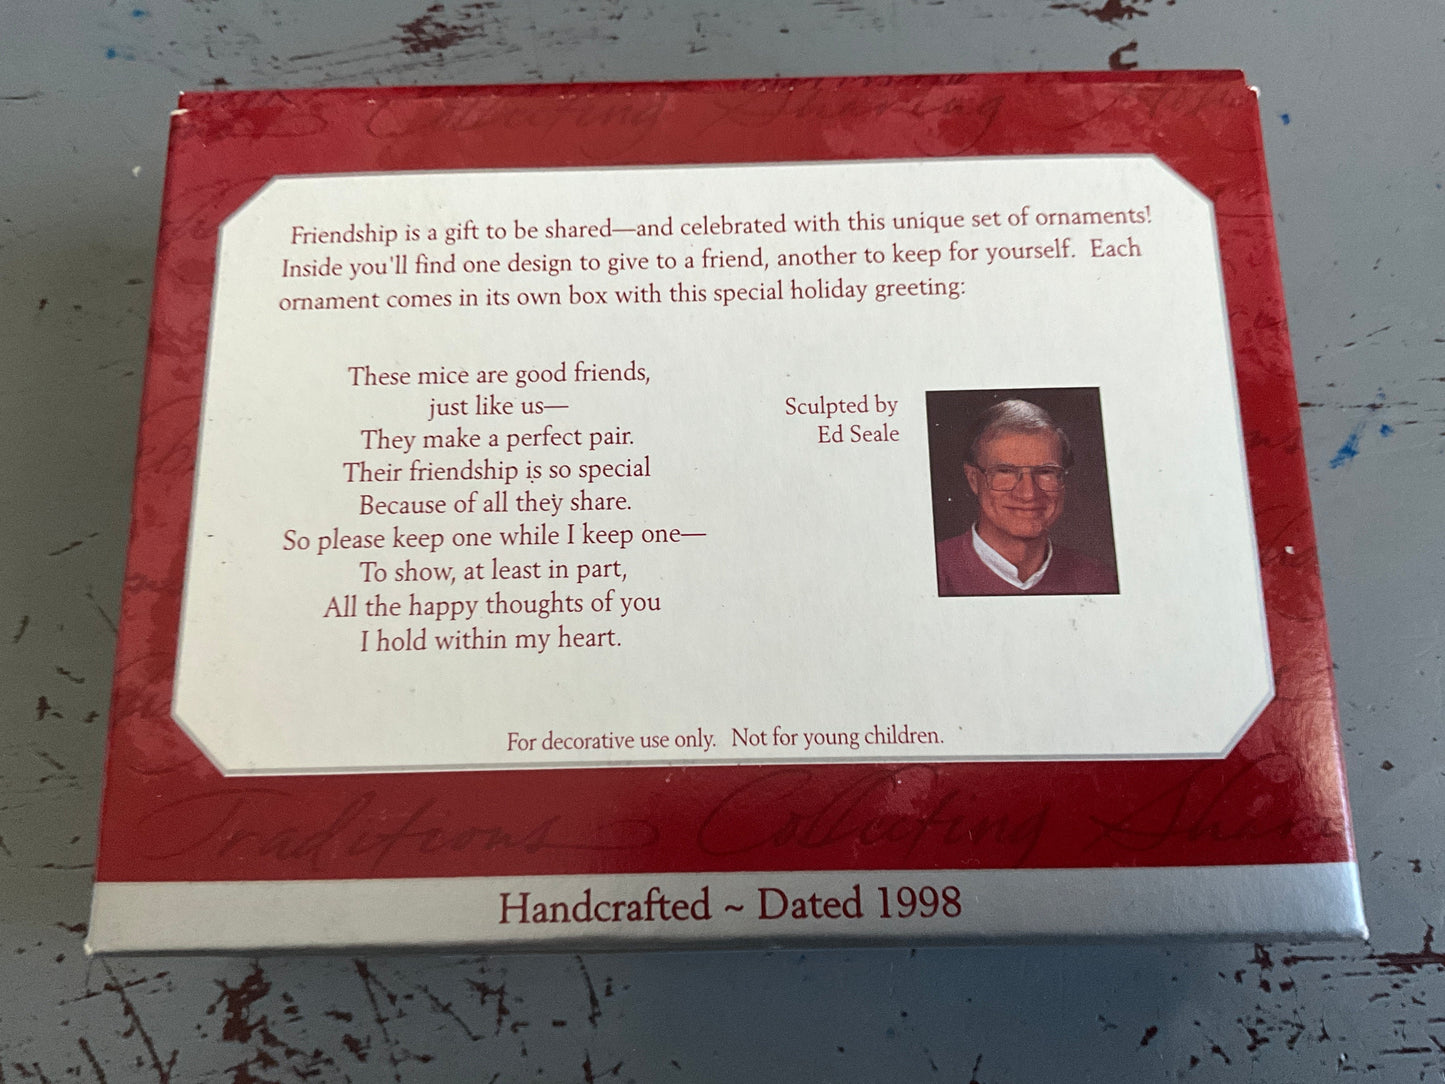 Collecting Sharing
Friendship is a gift to be shared—and celebrated with this unique set of ornaments!
Inside you'll find one design to give to a friend, another to keep for yourself.  Each
ornament comes in its own box with this special holiday greeting:
These mice are good friends,
just like us—
They make a perfect pair.
Their friendship is so special
Because of all they share.
So please keep one while I keep one—
To show, at least in part,
All the happy thoughts of you
I hold within my heart.
Sculpted by
Ed Seale
For decorative use only.  Not for young children.
Traditions Collecting
Handcrafted ~ Dated 1998